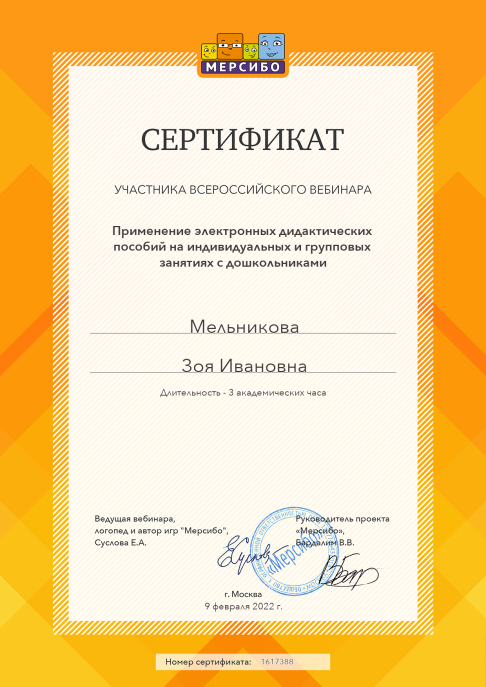 МЕРСИБО
СЕРТИФИКАТ
УЧАСТНИКА ВСЕРОССИЙСКОГО ВЕБИНАРА
Применение электронных дидактических
пособий на индивидуальных и групповых
занятиях с дошкольниками
Мельникова
Зоя Ивановна
Длительность - 3 академических часа
Ведущая вебинара,
логопед и автор игр "Мерсибо",
Суслова Е.А.
Руководитель проекта
«Мерсибо»,
Бардалим В.В.
«Мерсибо»
г. Москва
9 февраля 2022 г.
Номер сертификата: 1617388